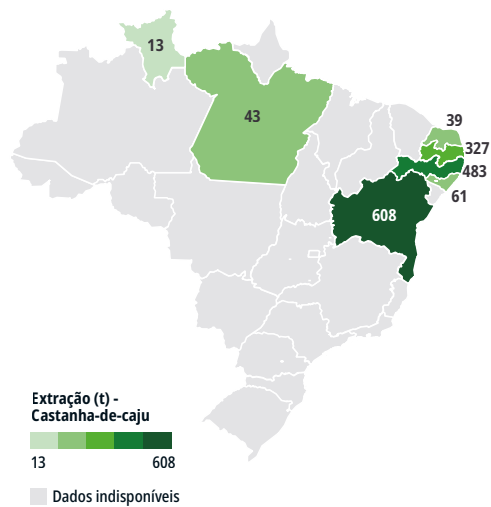 13
43
39
327
483
61
608
Extração (t) -
Castanha-de-caju
13 608
Dados indisponíveis